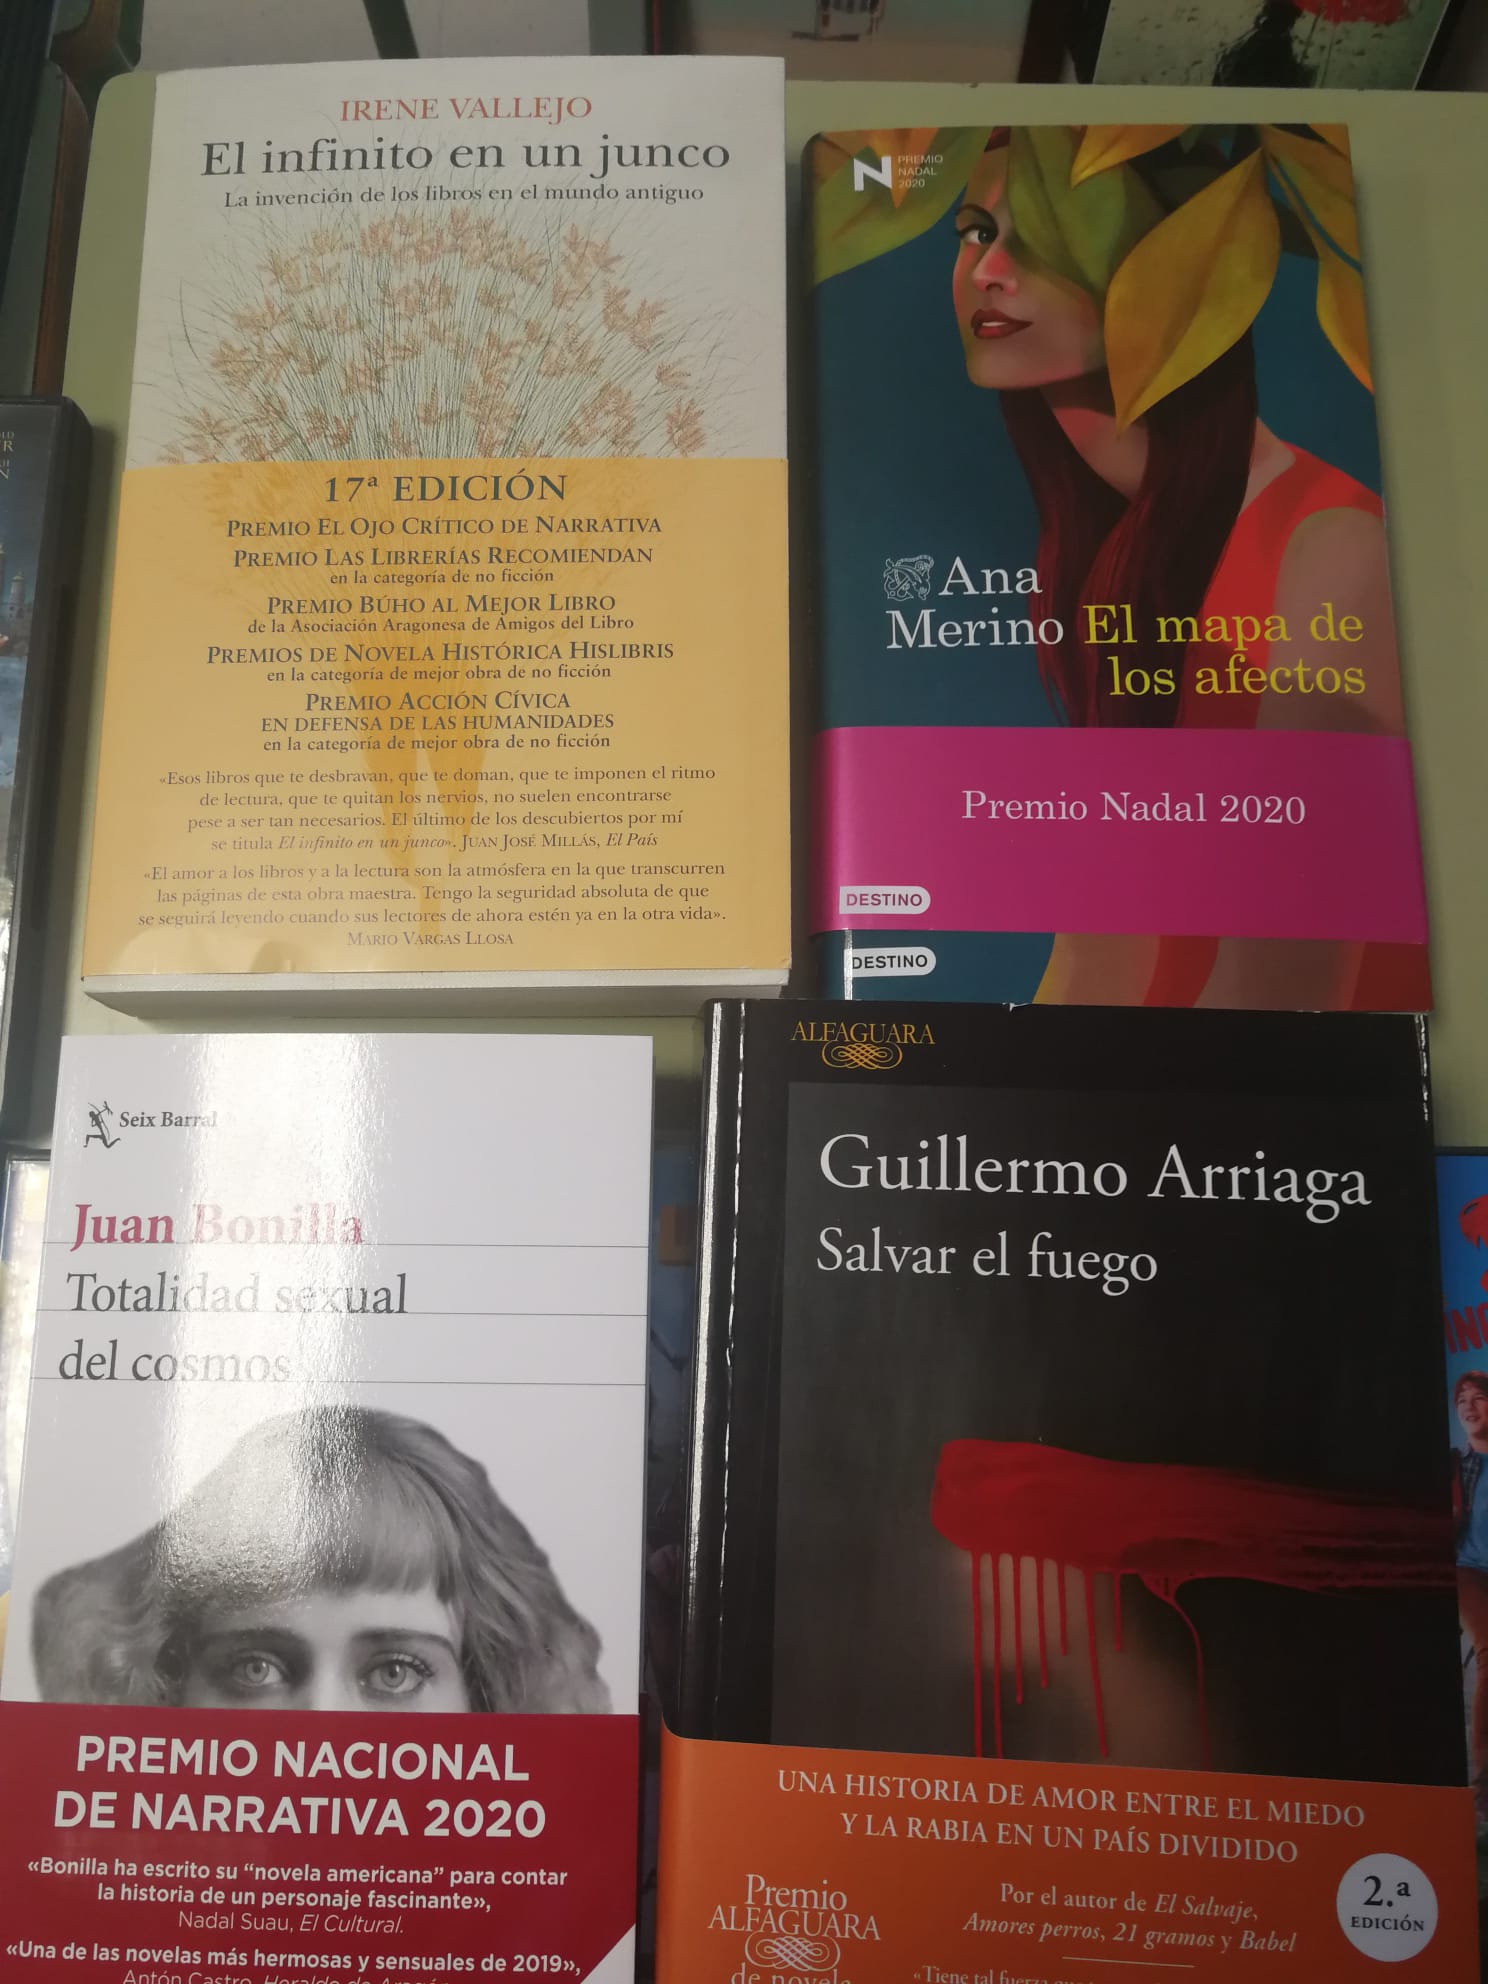 IRENE VALLEJO
El infinito en un junco
La invención de los libros en el mundo antiguo
17ª EDICIÓN
PREMIO EL OJO CRÍTICO DE NARRATIVA
PREMIO LAS LIBRERÍAS RECOMIENDAN
en la categoría de no ficción
PREMIO BÚHO AL MEJOR LIBRO
de la Asociación Aragonesa de Amigos del Libro
PREMIOS DE NOVELA HISTÓRICA HISLIBRIS
en la categoría de mejor obra de no ficción
PREMIO ACCIÓN CÍVICA
EN DEFENSA DE LAS HUMANIDADES
en la categoría de mejor obra de no ficción
«Esos libros que te desbravan, que te doman, que te imponen el ritmo
de lectura, que te quitan los nervios, no suelen encontrarse
pese a ser tan necesarios. El último de los descubiertos por mí
se titula El infinito en un junco». JUAN JOSÉ MILLÁS, El País
«El amor a los libros y a la lectura son la atmósfera en la que transcurren
las páginas de esta obra maestra. Tengo la seguridad absoluta de que
se seguirá leyendo cuando sus lectores de ahora estén ya en la otra vida».
MARIO VARGAS LLOSA
N PREMIO
NADAL
2020
Ana
Merino El mapa de
los afectos
Premio Nadal 2020
DESTINO
DESTINO
Seix Barral
Juan Bonilla
Totalidad sexual
del cosmos
PREMIO NACIONAL
DE NARRATIVA 2020
«Bonilla ha escrito su “novela americana” para contar
la historia de un personaje fascinante»,
Nadal Suau, El Cultural.
«Una de las novelas más hermosas y sensuales de 2019»,
Antón Castro, Heraldo de
ALFAGUARA
Guillermo Arriaga
Salvar el fuego
UNA HISTORIA DE AMOR ENTRE EL MIEDO
Y LA RABIA EN UN PAÍS DIVIDIDO
Premio
ALFAGUARA
de novela
Por el autor de El Salvaje,
Amores perros, 21 gramos y Babel
2.ª
EDICIÓN
«Tiene tal